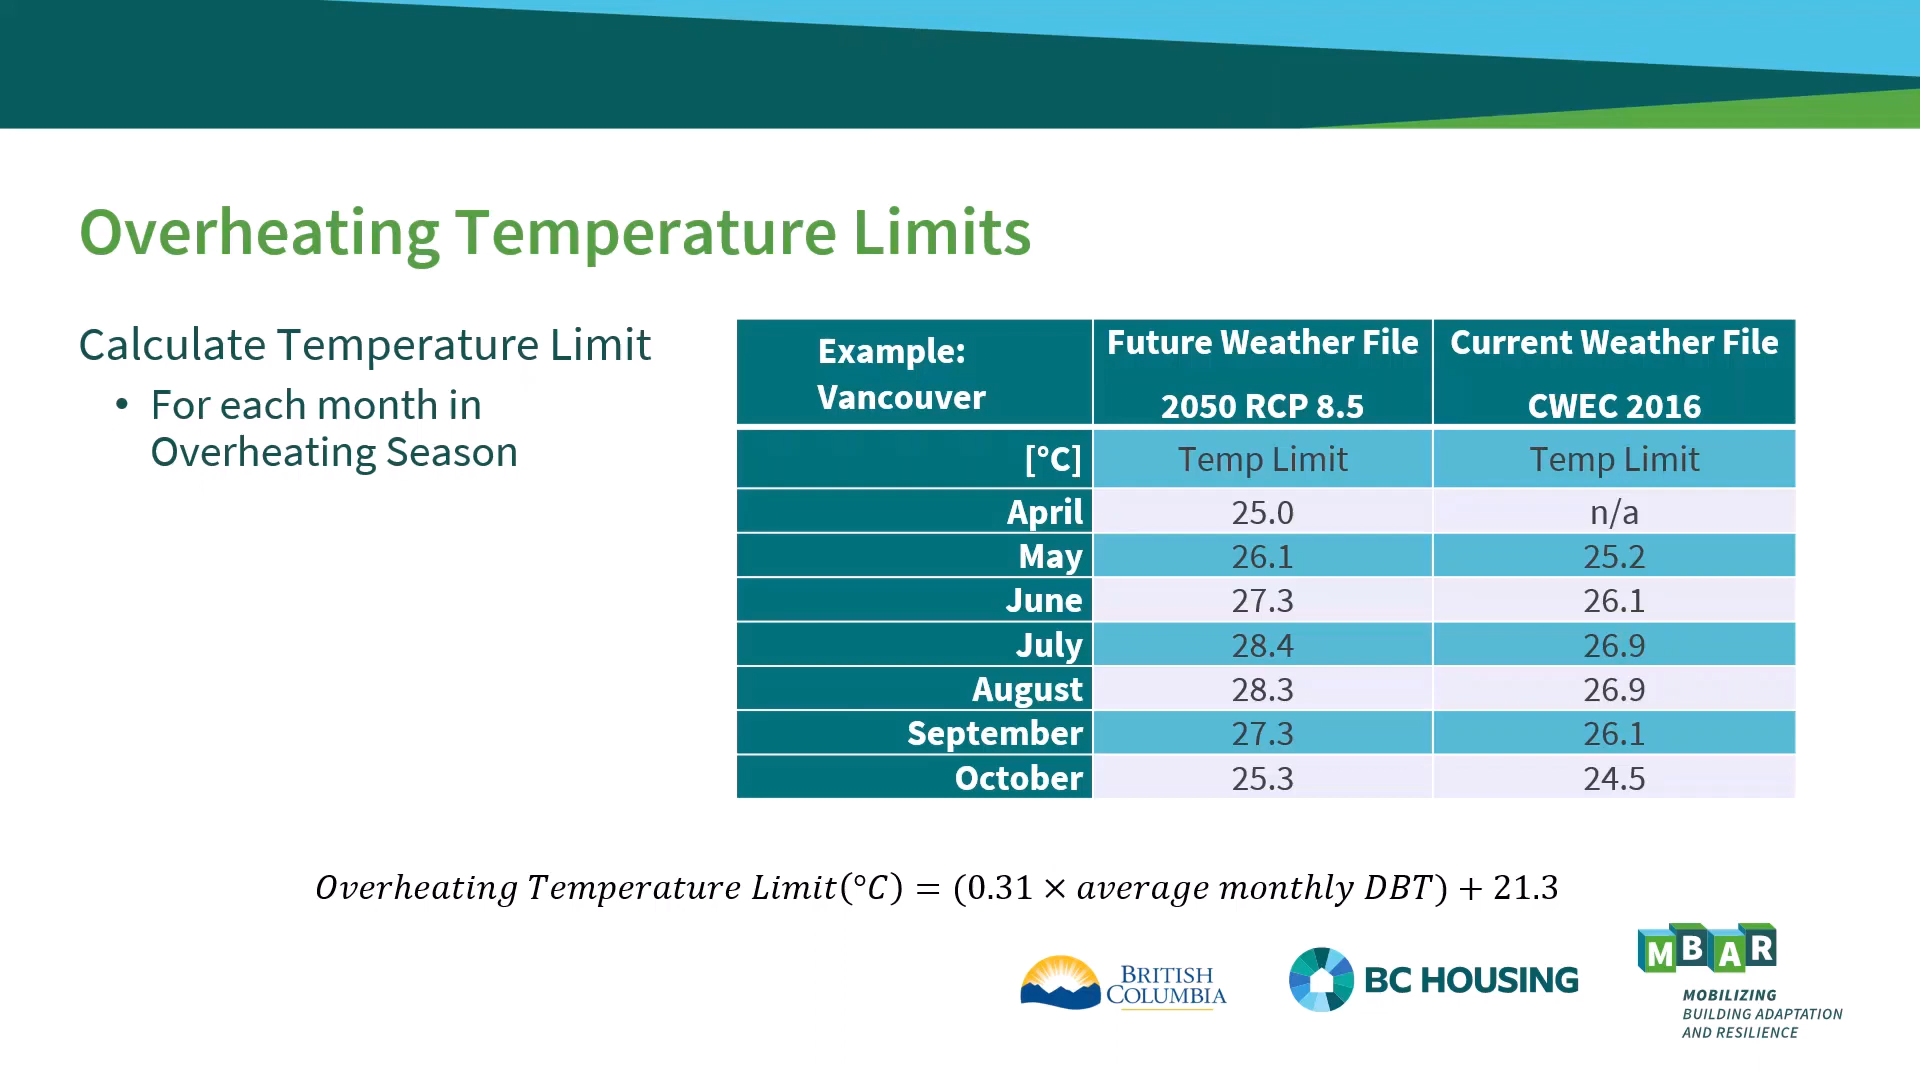 Overheating Temperature Limits
Calculate Temperature Limit
• For each month in
Overheating Season
Example:
Vancouver
Future Weather File
2050 RCP 8.5
Current Weather File
CWEC 2016
[°C] Temp Limit Temp Limit
April 25.0 n/a
May 26.1 25.2
June 27.3 26.1
July 28.4 26.9
August 28.3 26.9
September 27.3 26.1
October 25.3 24.5
Overheating Temperature Limit(°C) = (0.31 × average monthly DBT) + 21.3
BRITISH
COLUMBIA
BC HOUSING
MBAR
MOBILIZING
BUILDING ADAPTATION
AND RESILIENCE